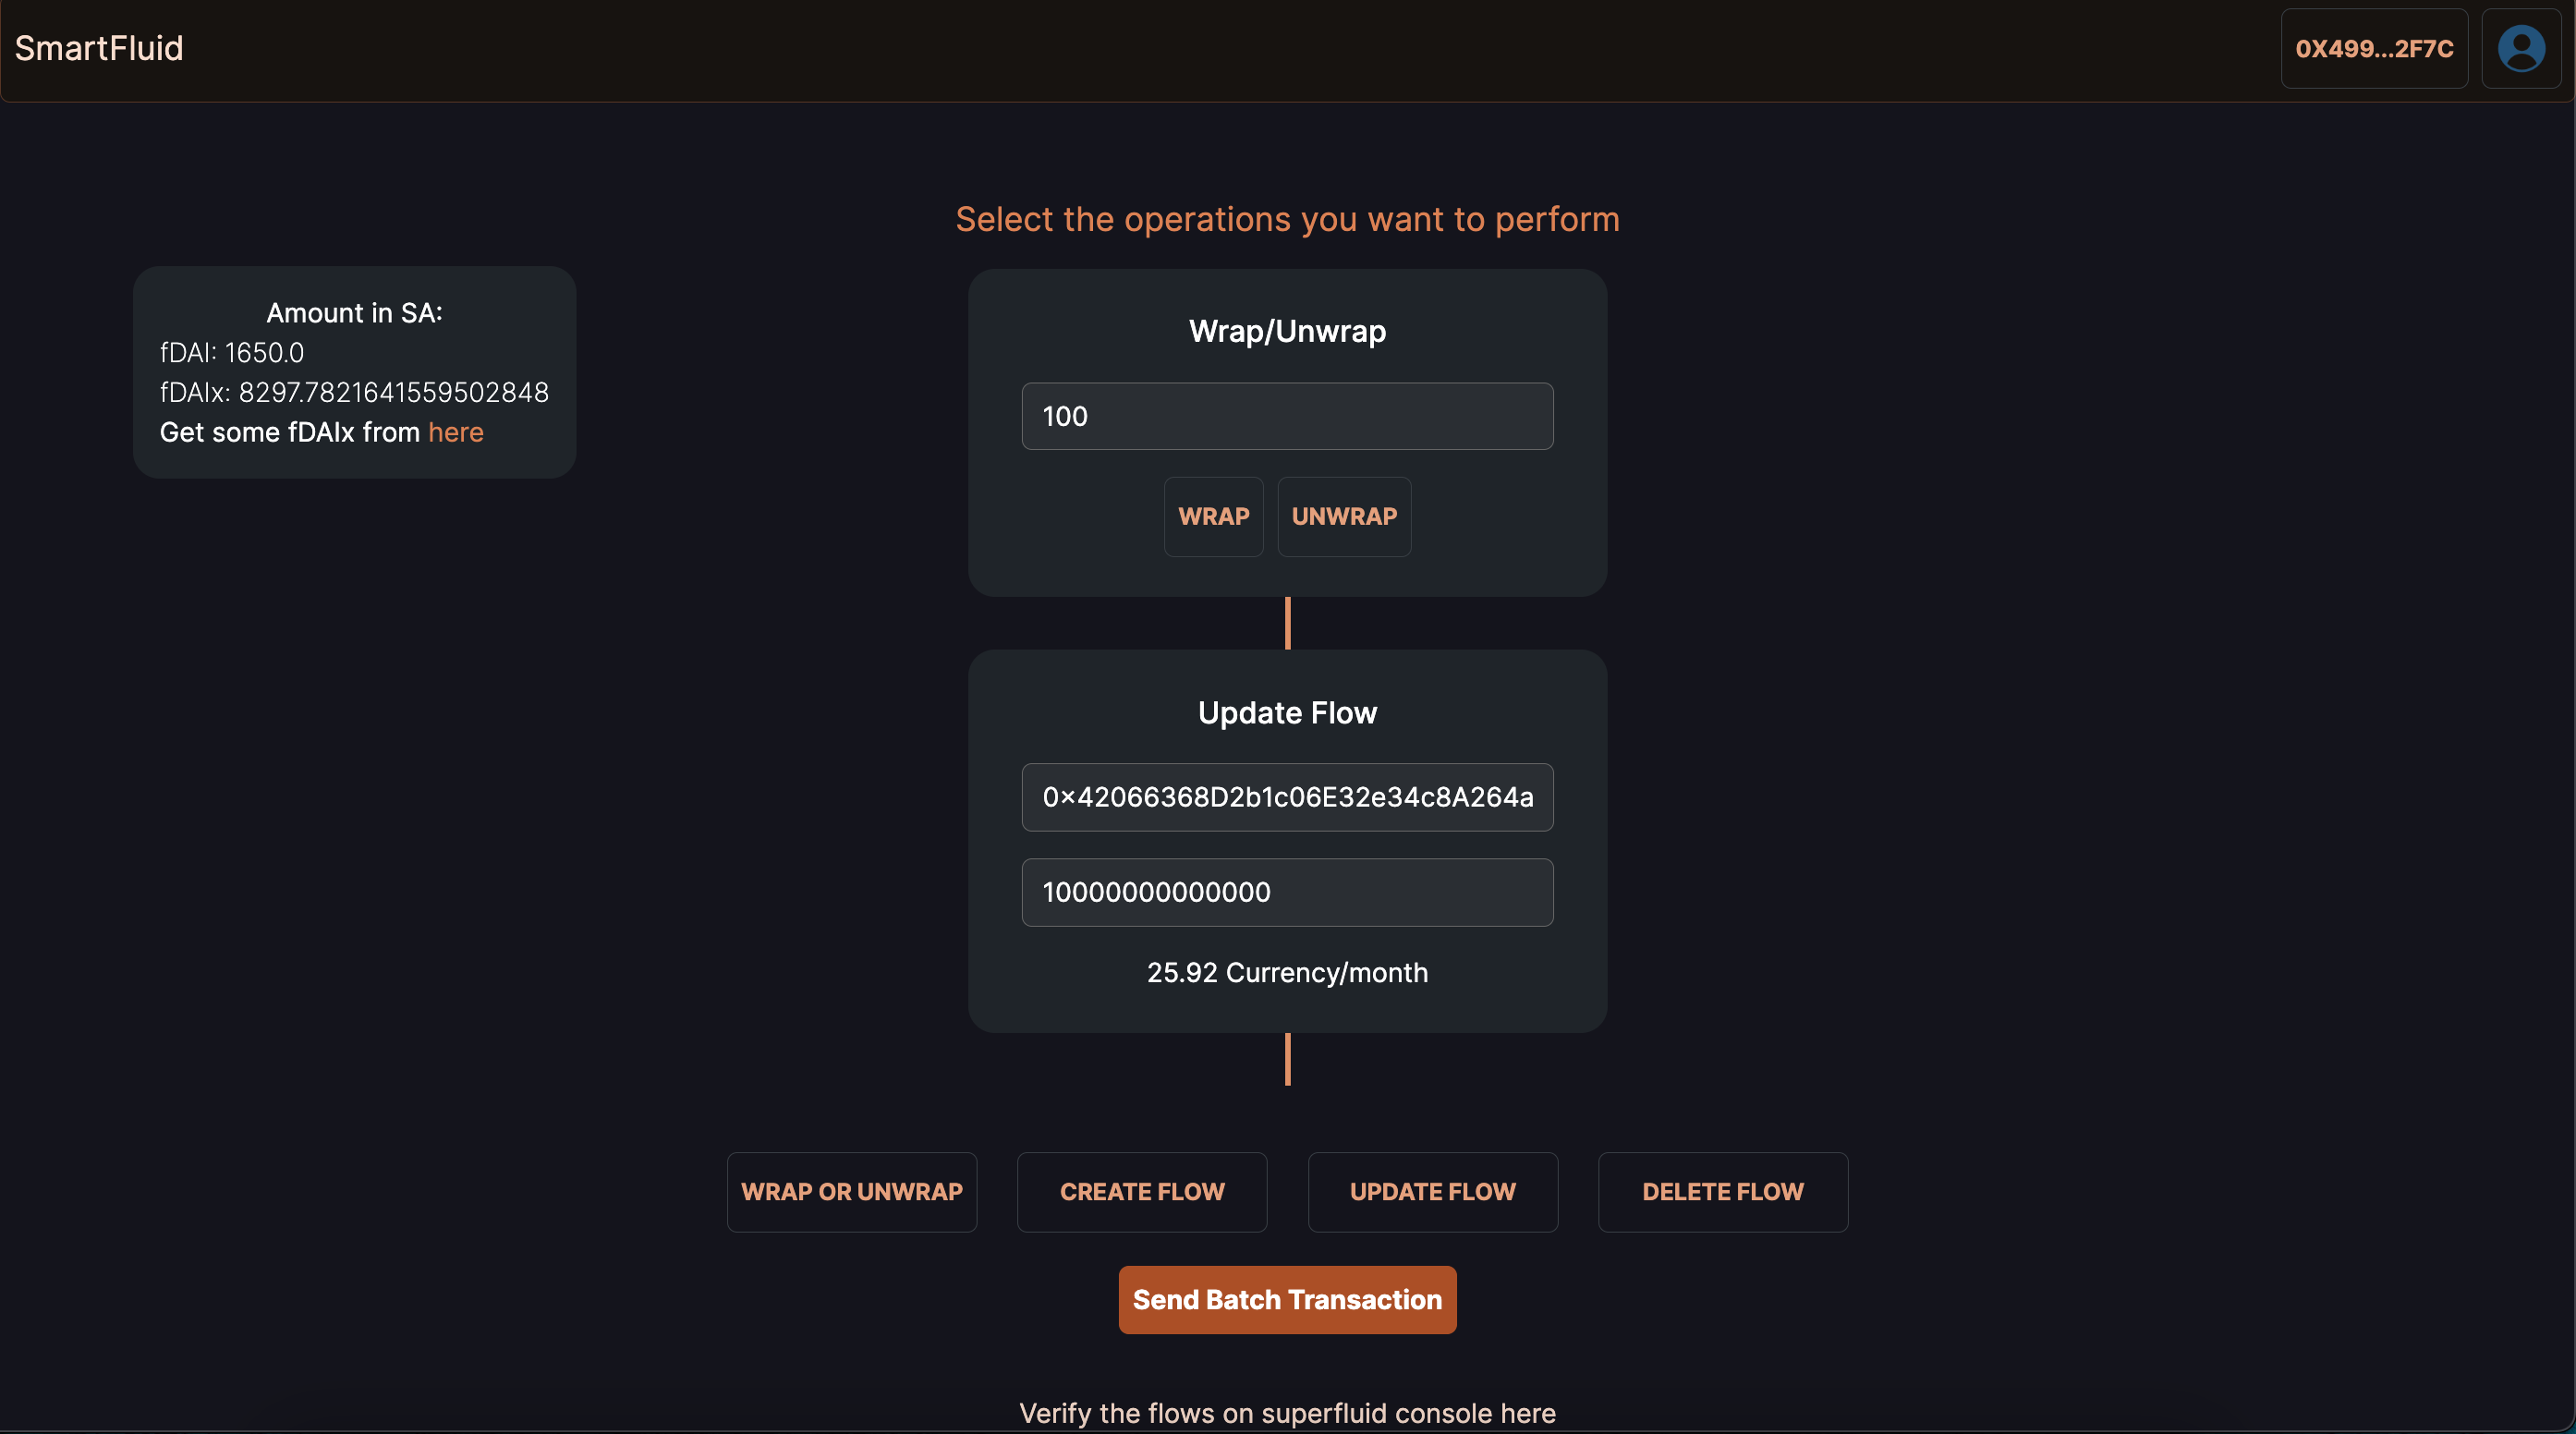 SmartFluid
0X499...2F7C
Select the operations you want to perform
Amount in SA:
fDAI: 1650.0
fDAIx: 8297.7821641559502848
Get some fDAIx from here
Wrap/Unwrap
100
WRAP
UNWRAP
Update Flow
0x42066368D2b1c06E32e34c8A264a
10000000000000
25.92 Currency/month
WRAP OR UNWRAP
CREATE FLOW
UPDATE FLOW
DELETE FLOW
Send Batch Transaction
Verify the flows on superfluid console here